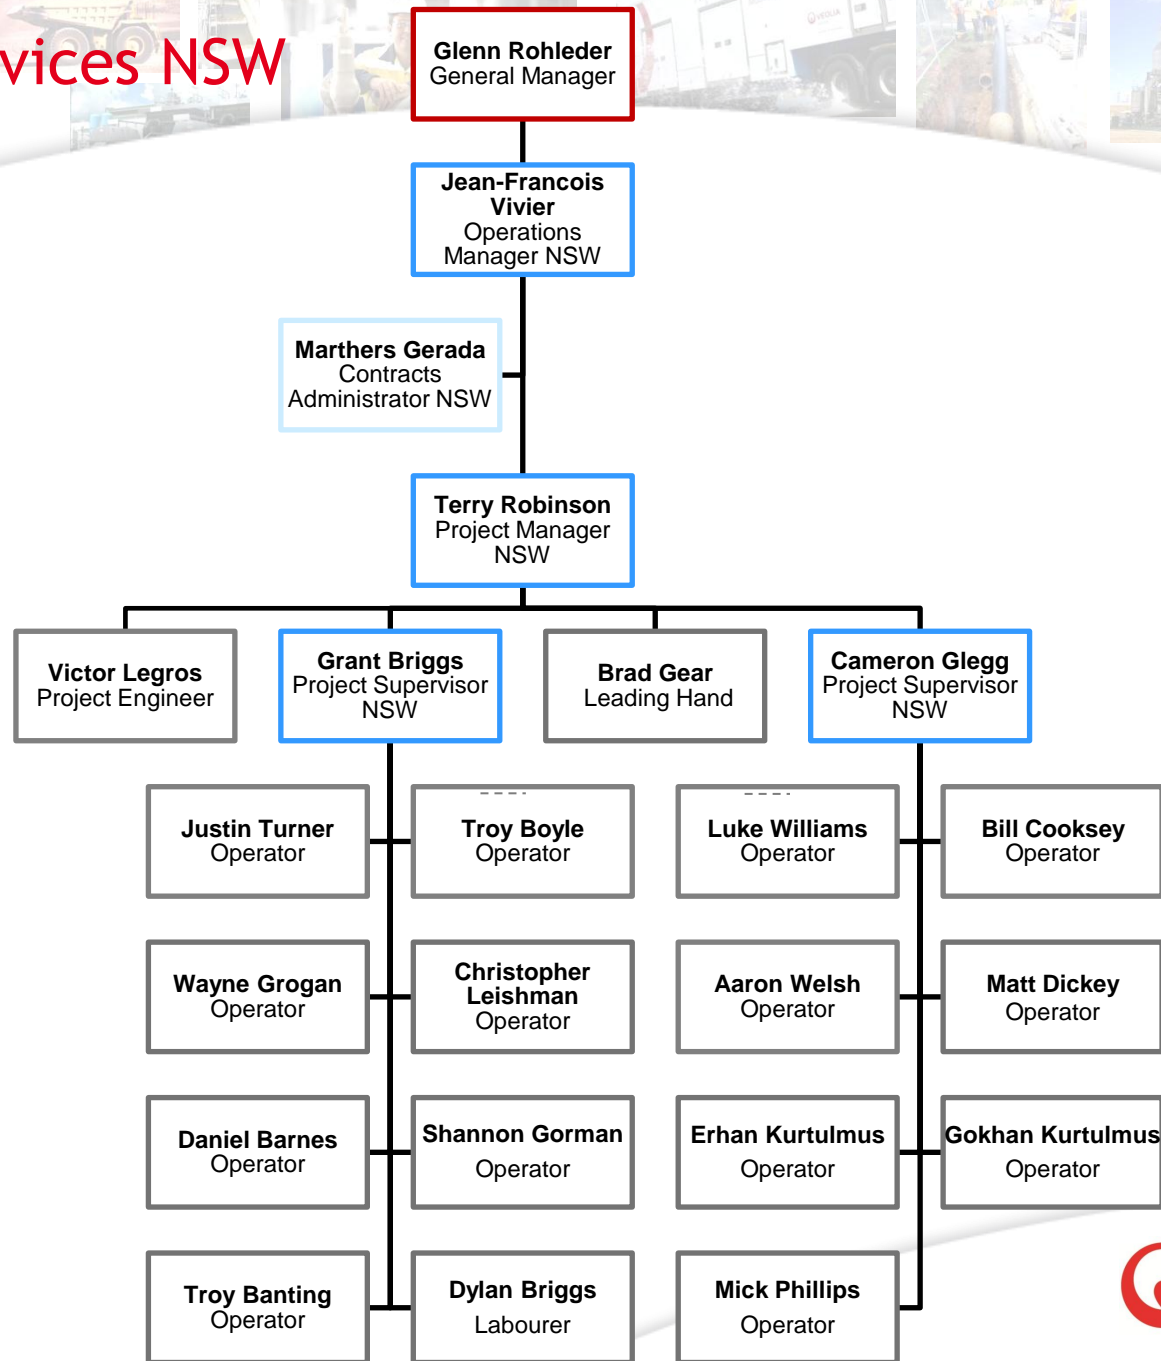 vices NSW
Glenn Rohleder
General Manager
Jean-Francois
Vivier
Operations
Manager NSW
Marthers Gerada
Contracts
Administrator NSW
Terry Robinson
Project Manager
NSW
Victor Legros
Project Engineer
Grant Briggs
Project Supervisor
NSW
Brad Gear
Leading Hand
Cameron Glegg
Project Supervisor
NSW
Justin Turner
Operator
Troy Boyle
Operator
Luke Williams
Operator
Bill Cooksey
Operator
Wayne Grogan
Operator
Christopher
Leishman
Operator
Aaron Welsh
Operator
Matt Dickey
Operator
Daniel Barnes
Operator
Shannon Gorman
Operator
Erhan Kurtulmus
Operator
Gokhan Kurtulmus
Operator
Troy Banting
Operator
Dylan Briggs
Labourer
Mick Phillips
Operator